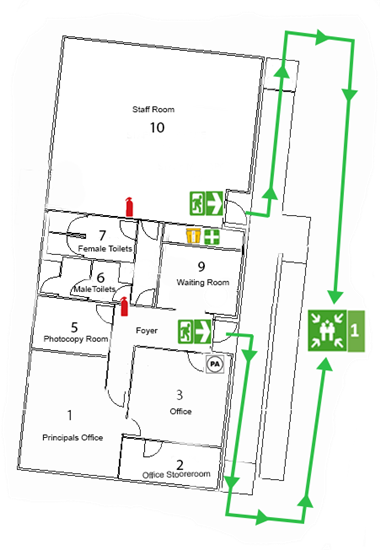 Staff Room
10
7
Female Toilets
6
MaleToilets
9
Waiting Room
5
Photocopy Room
Foyer
1
PA
3
Office
1
Principals Office
2
Office Storeroom